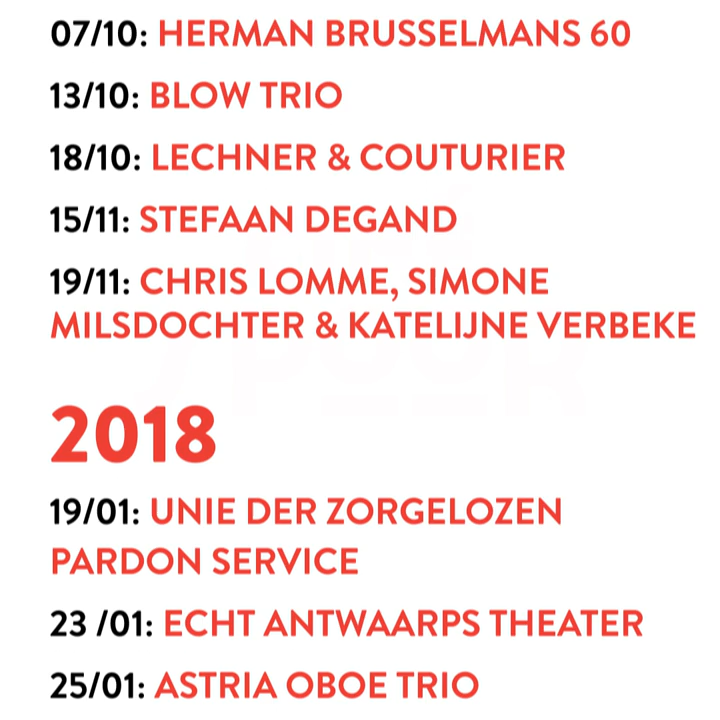 07/10: HERMAN BRUSSELMANS 60
13/10: BLOW TRIO
18/10: LECHNER & COUTURIER
15/11: STEFAAN DEGAND
19/11: CHRIS LOMME, SIMONE
MILSDOCHTER & KATELIJNE VERBEKE
2018
19/01: UNIE DER ZORGELOZEN
PARDON SERVICE
23 /01: ECHT ANTWAARPS THEATER
25/01: ASTRIA OBOE TRIO